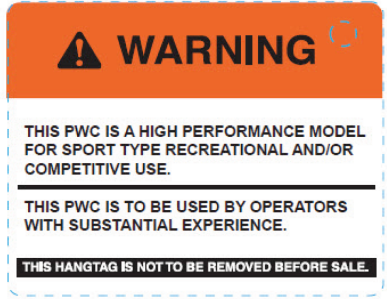 WARNING
THIS PWC IS A HIGH PERFORMANCE MODEL
FOR SPORT TYPE RECREATIONAL AND/OR
COMPETITIVE USE.
THIS PWC IS TO BE USED BY OPERATORS
WITH SUBSTANTIAL EXPERIENCE.
THIS HANGTAG IS NOT TO BE REMOVED BEFORE SALE.